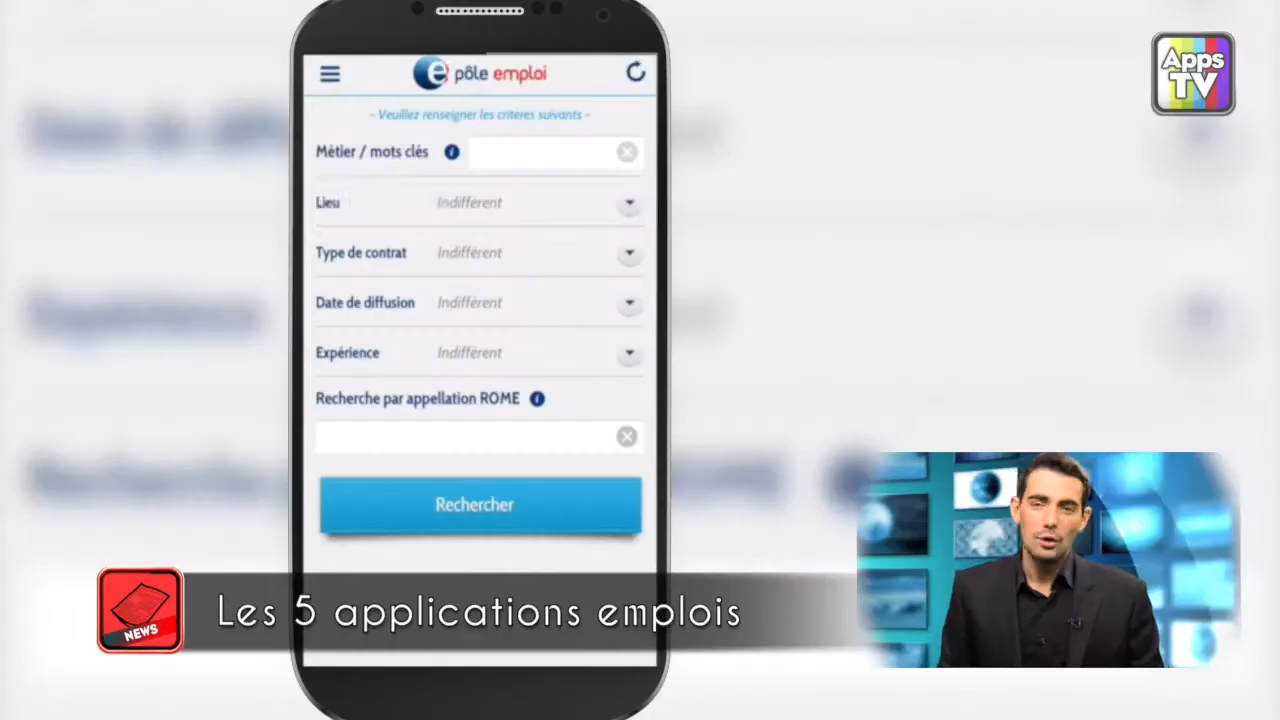 pôle emploi
Apps
TV
- Veuillez renseigner les critères suivants -
Métier / mots clés
Lieu Indifférent
Type de contrat Indifférent
Date de diffusion Indifférent
Expérience Indifférent
Recherche par appellation ROME
Rechercher
NEWS
Les 5 applications emplois